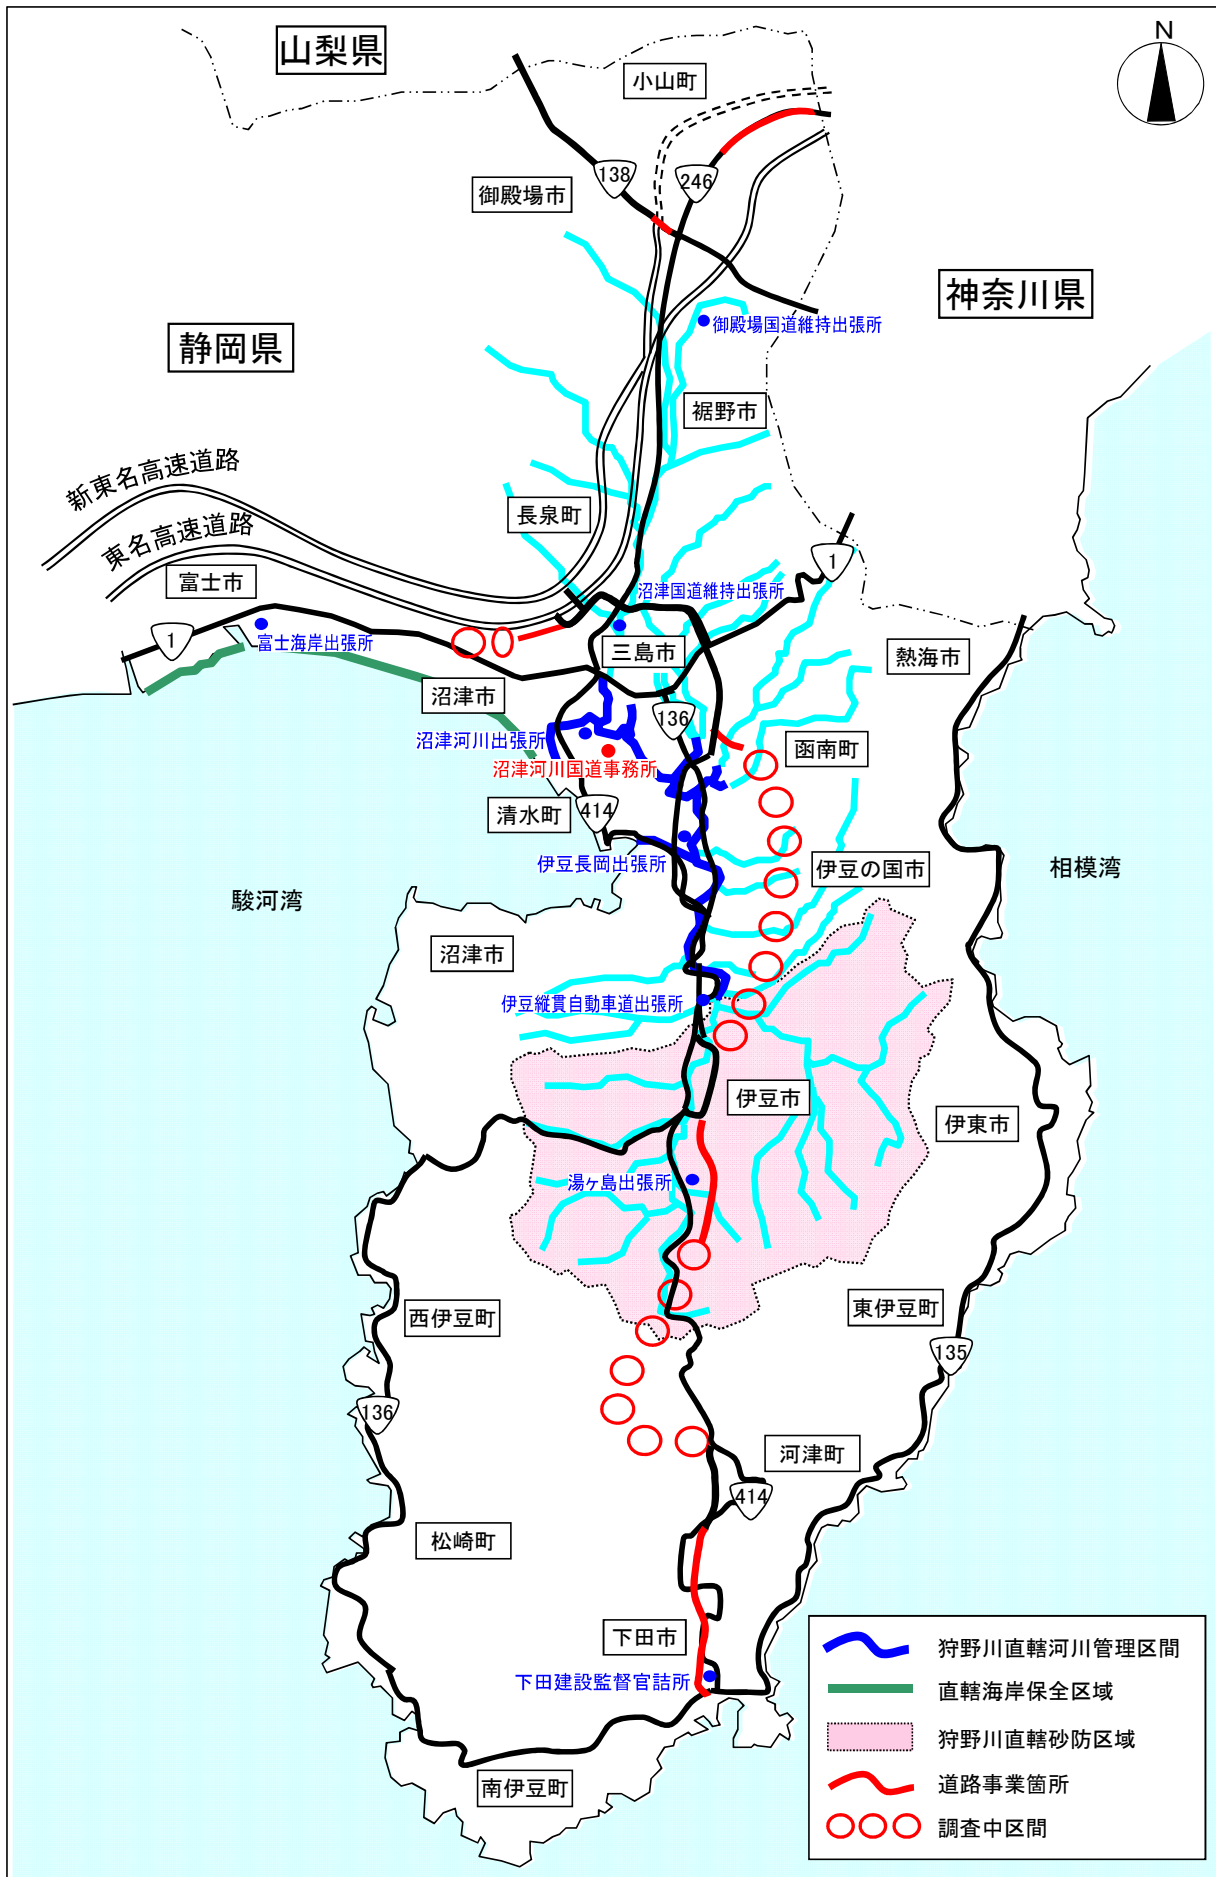 山梨県
N
小山町
138
246
御殿場市
神奈川県
御殿場国道維持出張所
静岡県
裾野市
新東名高速道路
長泉町
東名高速道路
富士市
1
沼津国道維持出張所
1
富士海岸出張所
三島市
熱海市
沼津市
136
沼津河川出張所
函南町
沼津河川国道事務所
清水町
414
伊豆長岡出張所
伊豆の国市
相模湾
駿河湾
沼津市
伊豆縦貫自動車道出張所
伊豆市
伊東市
湯ヶ島出張所
西伊豆町
東伊豆町
135
136
河津町
414
松崎町
下田市
下田建設監督官詰所
南伊豆町
狩野川直轄河川管理区間
直轄海岸保全区域
狩野川直轄砂防区域
道路事業箇所
調査中区間